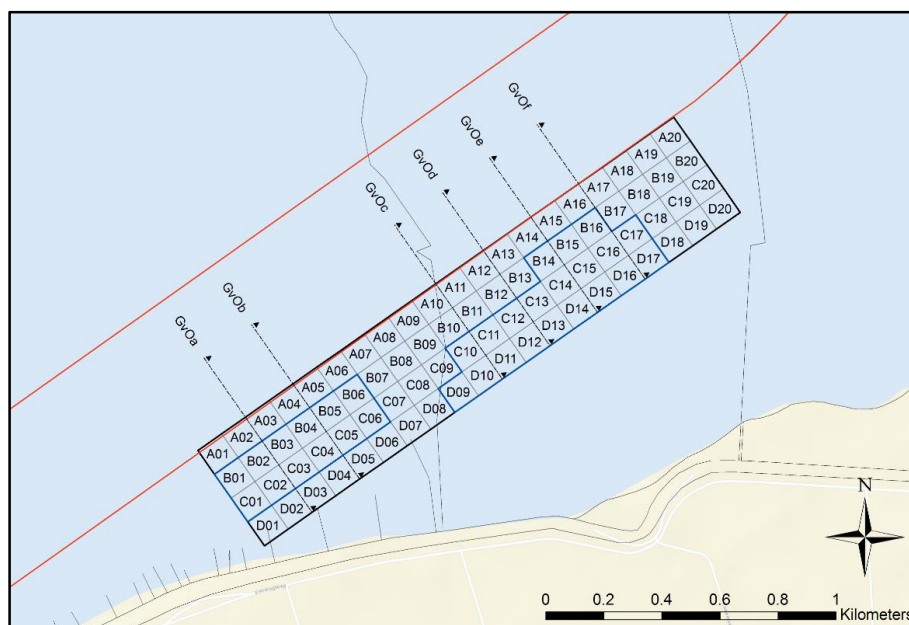 GvOa
GvOb
GvOc
GvOd
GvOe
GvOf
A01 A02 A03 A04 A05 A06 A07 A08 A09 A10 A11 A12 A13 A14 A15 A16 A17 A18 A19 A20
B01 B02 B03 B04 B05 B06 B07 B08 B09 B10 B11 B12 B13 B14 B15 B16 B17 B18 B19 B20
C01 C02 C03 C04 C05 C06 C07 C08 C09 C10 C11 C12 C13 C14 C15 C16 C17 C18 C19 C20
D01 D02 D03 D04 D05 D06 D07 D08 D09 D10 D11 D12 D13 D14 D15 D16 D17 D18 D19 D20
N
0 0.2 0.4 0.6 0.8 1
Kilometers